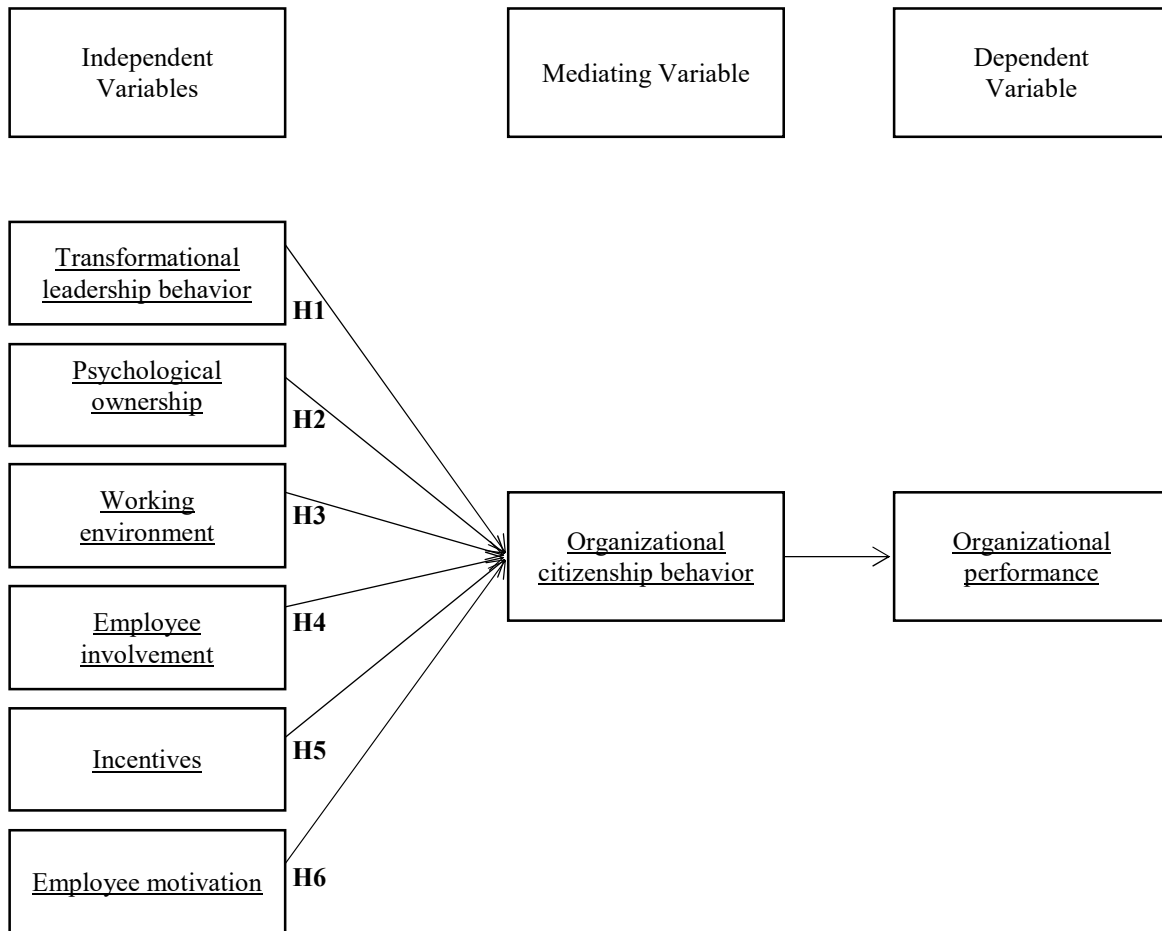 Independent
Variables
Mediating Variable
Dependent
Variable
Transformational
leadership behavior
H1
Psychological
ownership
H2
Working
environment
H3
Employee
involvement
H4
Incentives
H5
Employee motivation
H6
Organizational
citizenship behavior
Organizational
performance